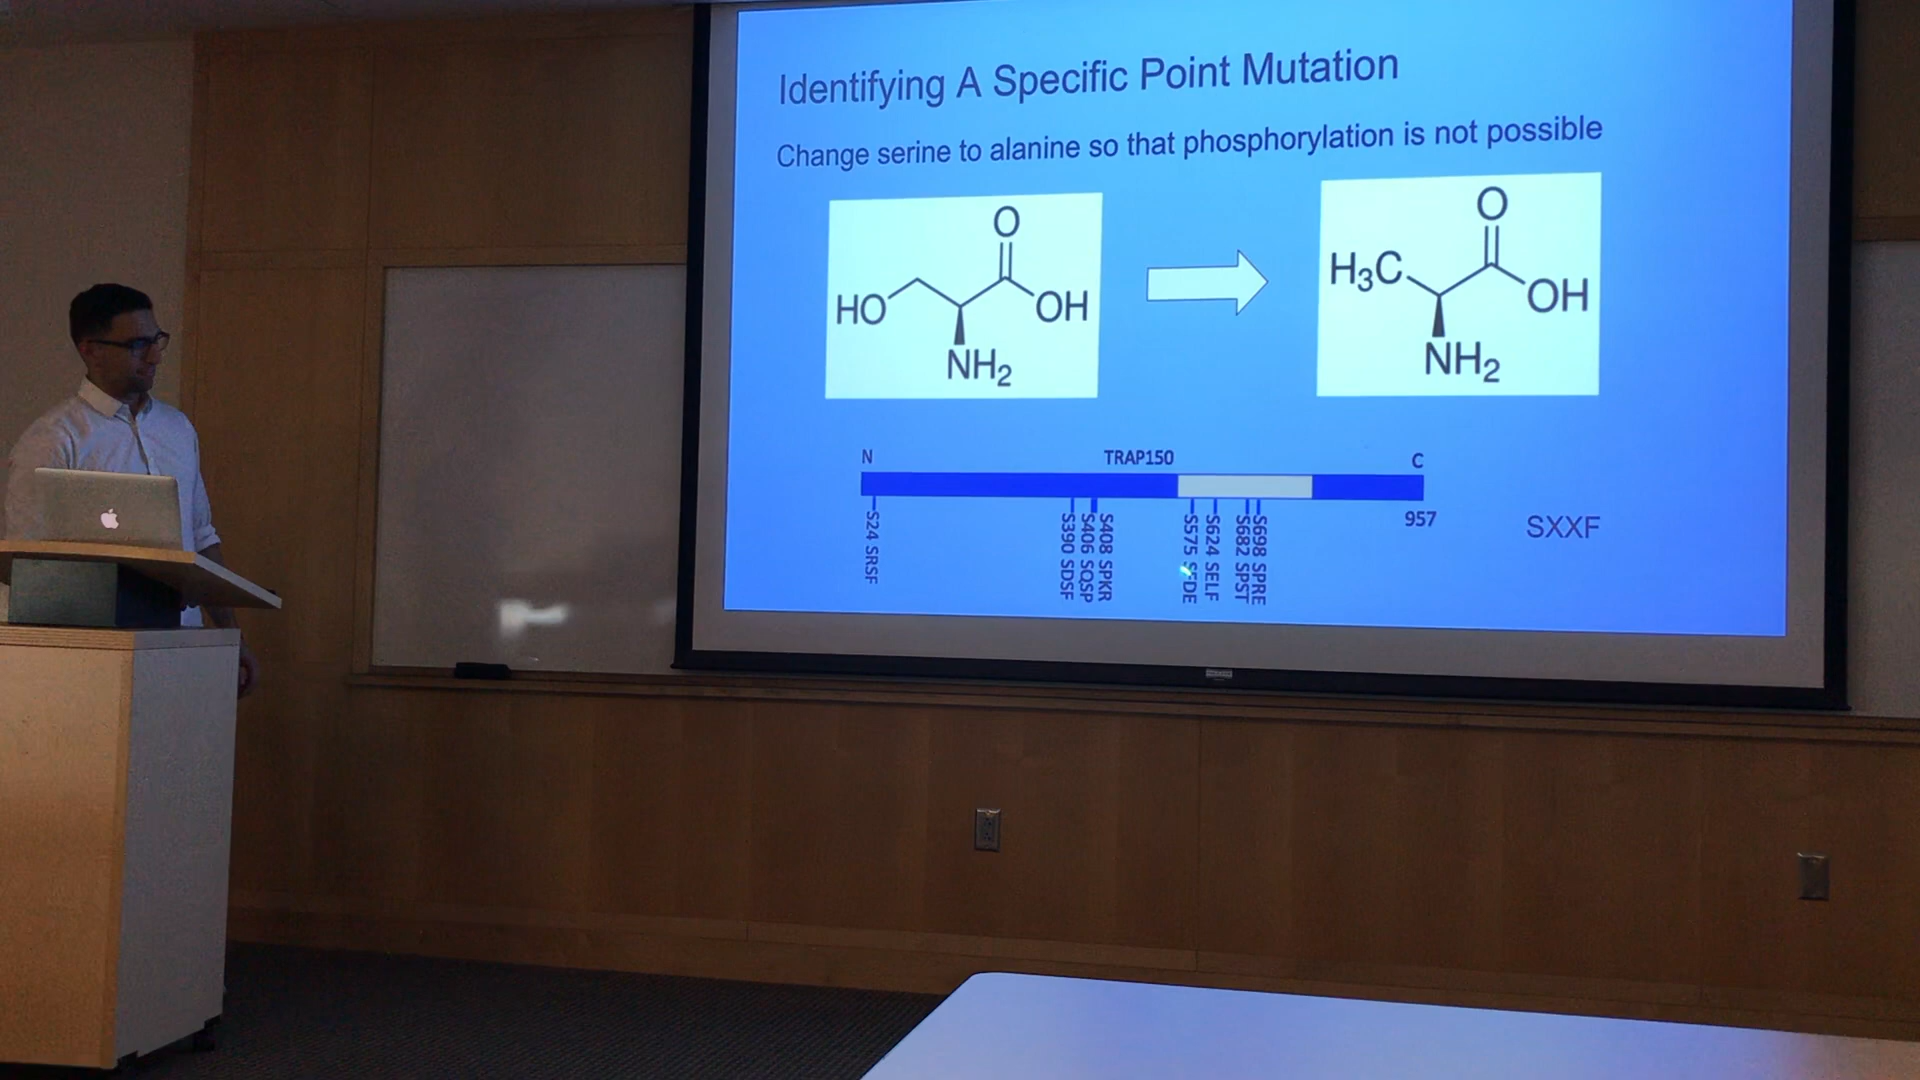 Identifying A Specific Point Mutation
Change serine to alanine so that phosphorylation is not possible
O
HO
OH
NH₂
O
H₃C
OH
NH₂
N
TRAP150
C
S24 SRSF
S390 SDSF
S406 SQSP
S408 SPKR
S575
S624 SELF
S682 SPST
S698 SPRE
957
SXXF